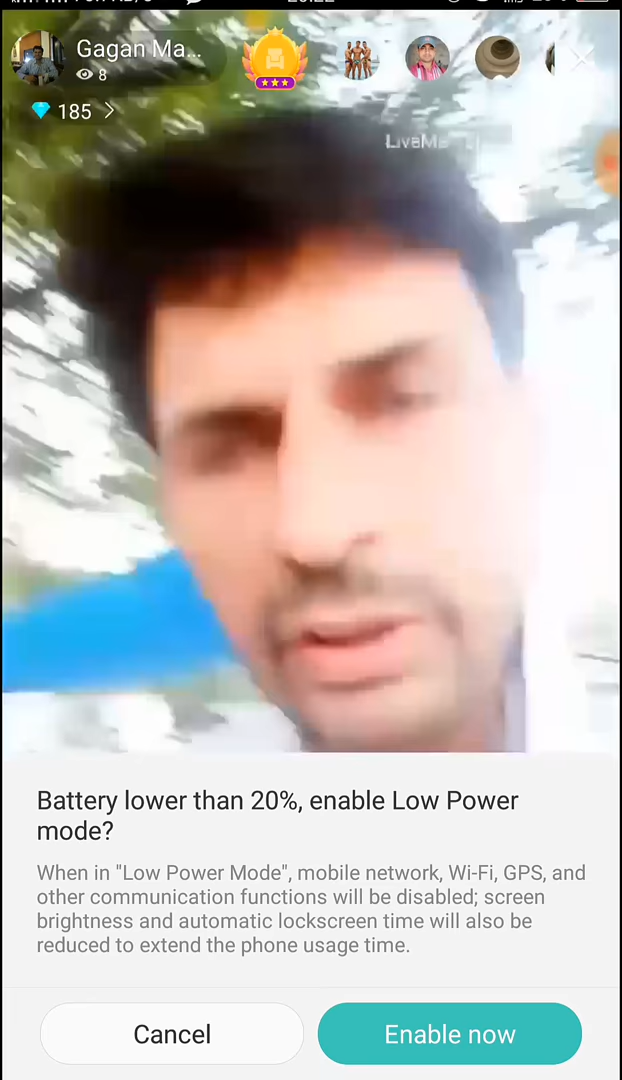 Gagan Ma...
8
185
LiveMe
Battery lower than 20%, enable Low Power
mode?
When in "Low Power Mode", mobile network, Wi-Fi, GPS, and
other communication functions will be disabled; screen
brightness and automatic lockscreen time will also be
reduced to extend the phone usage time.
Cancel
Enable now